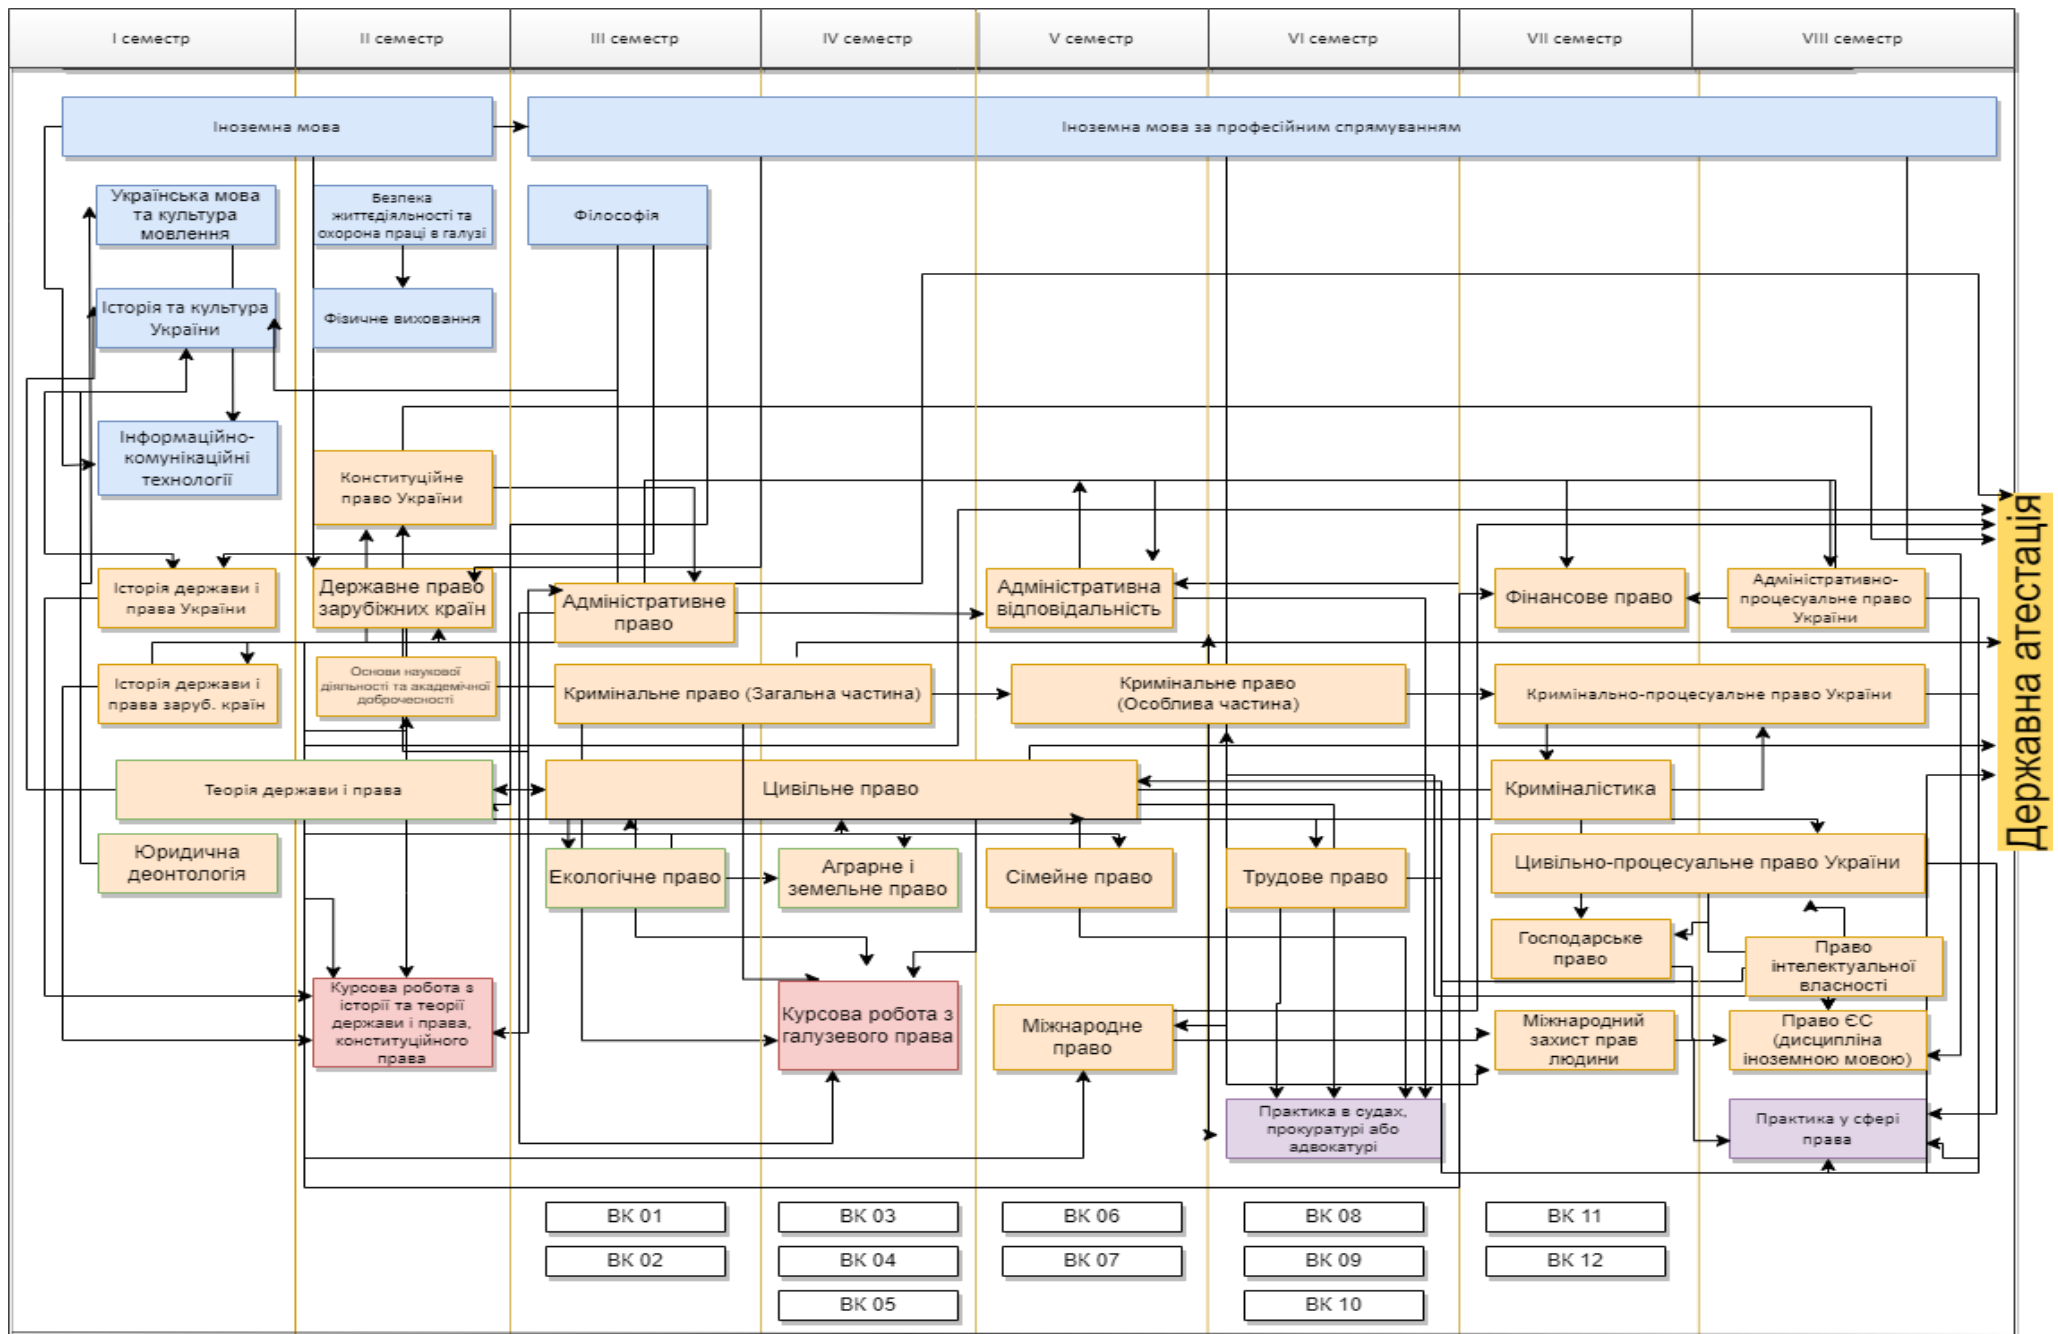 І семестр
ІІ семестр
ІІІ семестр
IV семестр
V семестр
VI семестр
VII семестр
VIII семестр
Іноземна мова
Іноземна мова за професійним спрямуванням
Українська мова
та культура
мовлення
Безпека
життєдіяльності та
охорона праці в галузі
Філософія
Історія та культура
України
Фізичне виховання
Інформаційно-
комунікаційні
технології
Конституційне
право України
Історія держави і
права України
Державне право
зарубіжних країн
Адміністративне
право
Адміністративна
відповідальність
Фінансове право
Адміністративно-
процесуальне право
України
Історія держави і
права заруб. країн
Основи наукової
діяльності та академічної
доброчесності
Кримінальне право (Загальна частина)
Кримінальне право
(Особлива частина)
Кримінально-процесуальне право України
Теорія держави і права
Цивільне право
Криміналістика
Юридична
деонтологія
Екологічне право
Аграрне і
земельне право
Сімейне право
Трудове право
Цивільно-процесуальне право України
Господарське
право
Право
інтелектуальної
власності
Курсова робота з
історії та теорії
держави і права,
конституційного
права
Курсова робота з
галузевого права
Міжнародне
право
Міжнародний
захист прав
людини
Право ЄС
(дисципліна
іноземною мовою)
Практика в судах,
прокуратурі або
адвокатурі
Практика у сфері
права
Державна атестація
ВК 01
ВК 03
ВК 06
ВК 08
ВК 11
ВК 02
ВК 04
ВК 07
ВК 09
ВК 12
ВК 05
ВК 10